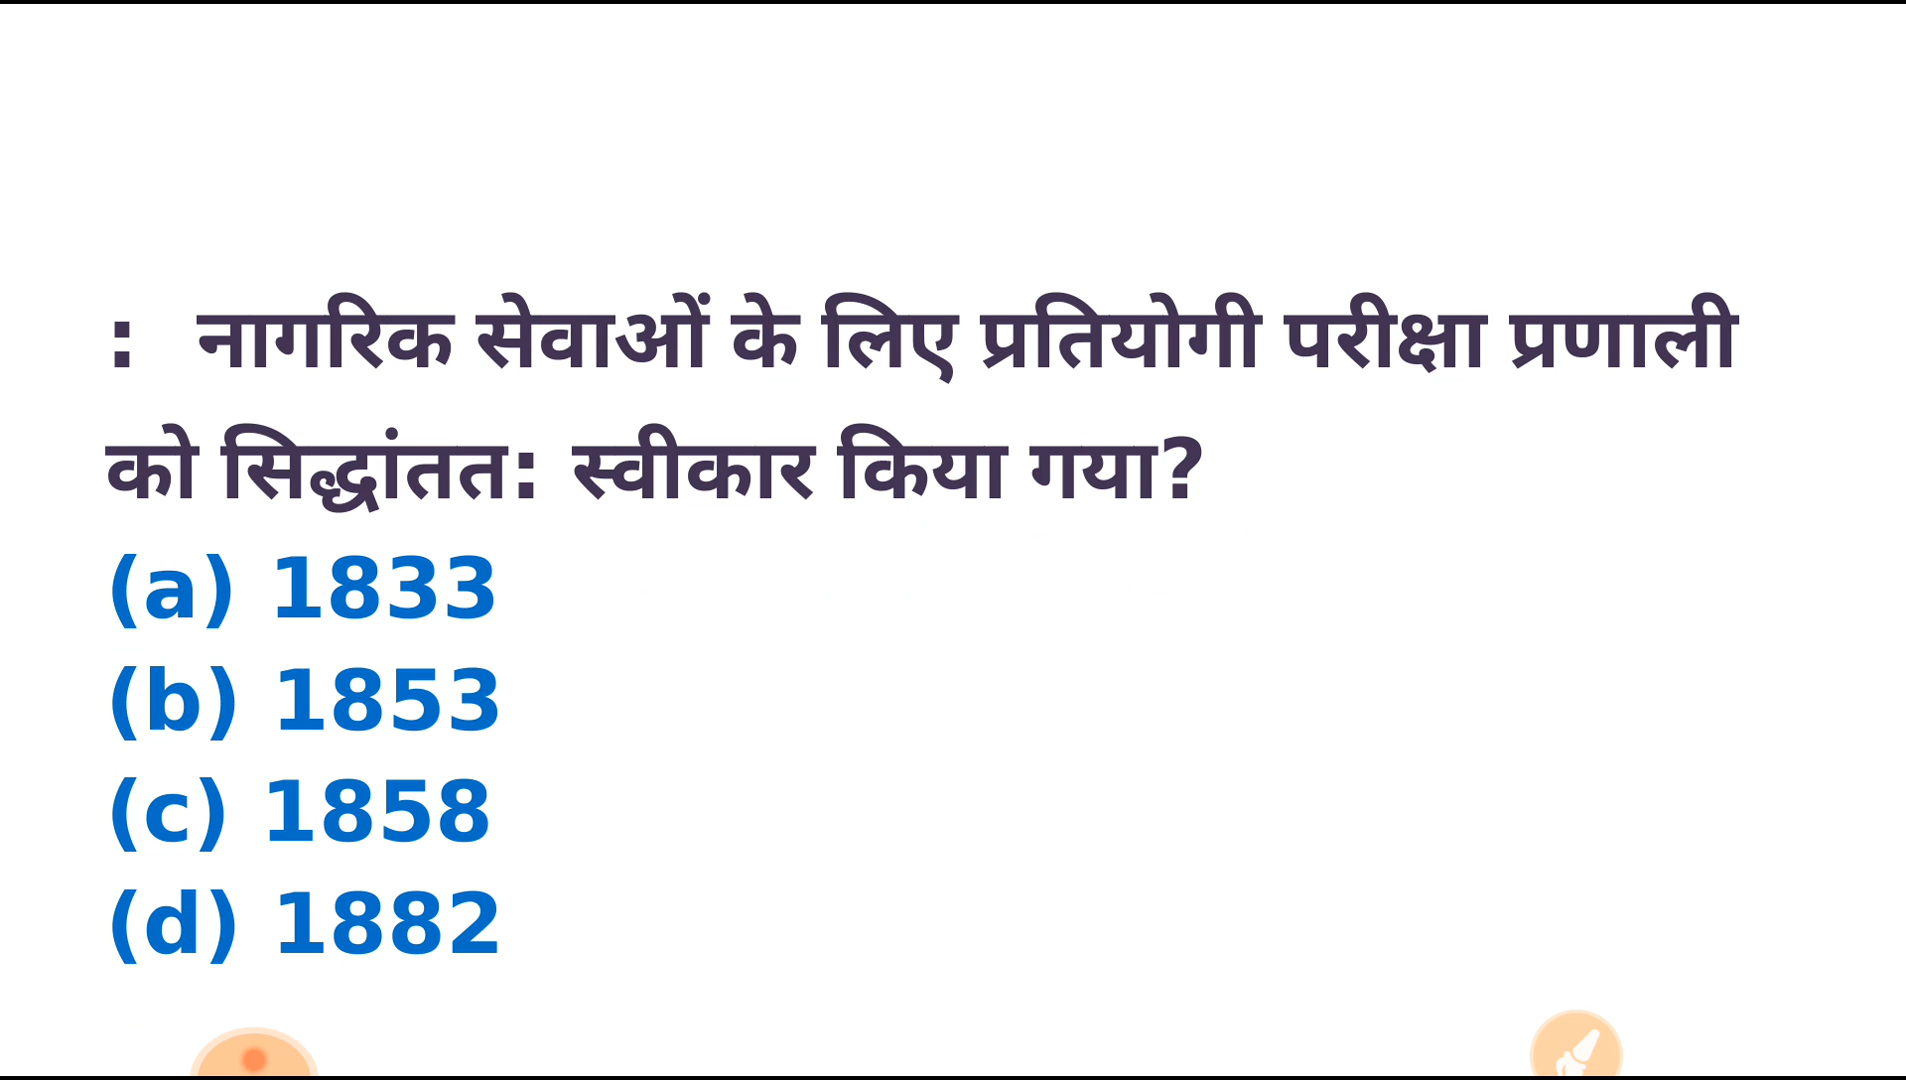 : नागरिक सेवाओं के लिए प्रतियोगी परीक्षा प्रणाली
को सिद्धांतत: स्वीकार किया गया?
(a) 1833
(b) 1853
(c) 1858
(d) 1882